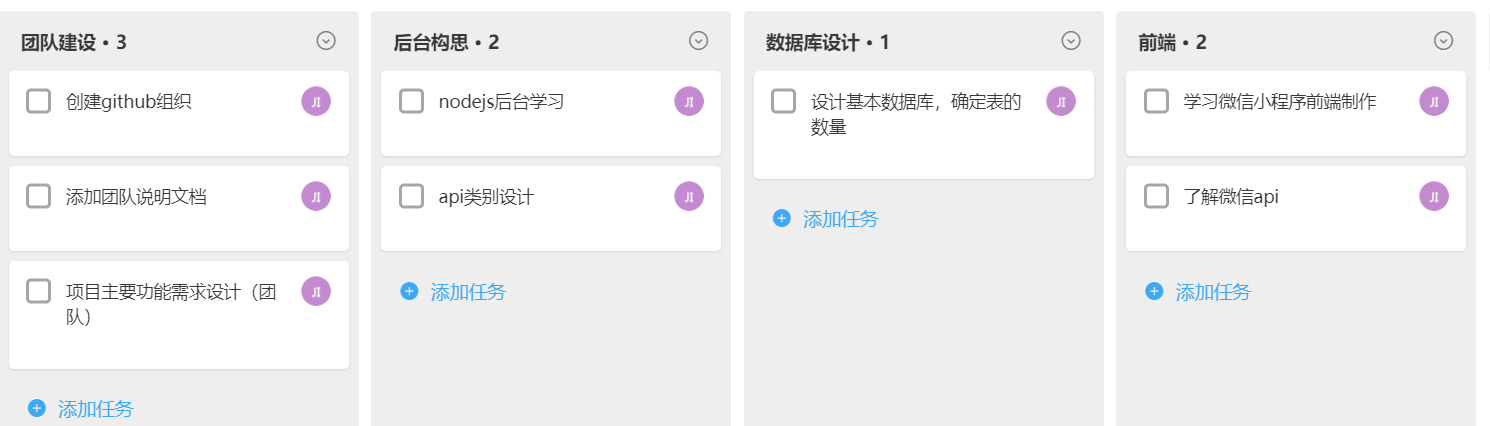 团队建设 • 3
创建github组织
JI
添加团队说明文档
JI
项目主要功能需求设计（团
队）
JI
添加任务
后台构思 • 2
nodejs后台学习
JI
api类别设计
JI
添加任务
数据库设计 • 1
设计基本数据库，确定表的
数量
JI
添加任务
前端 • 2
学习微信小程序前端制作
JI
了解微信api
JI
添加任务